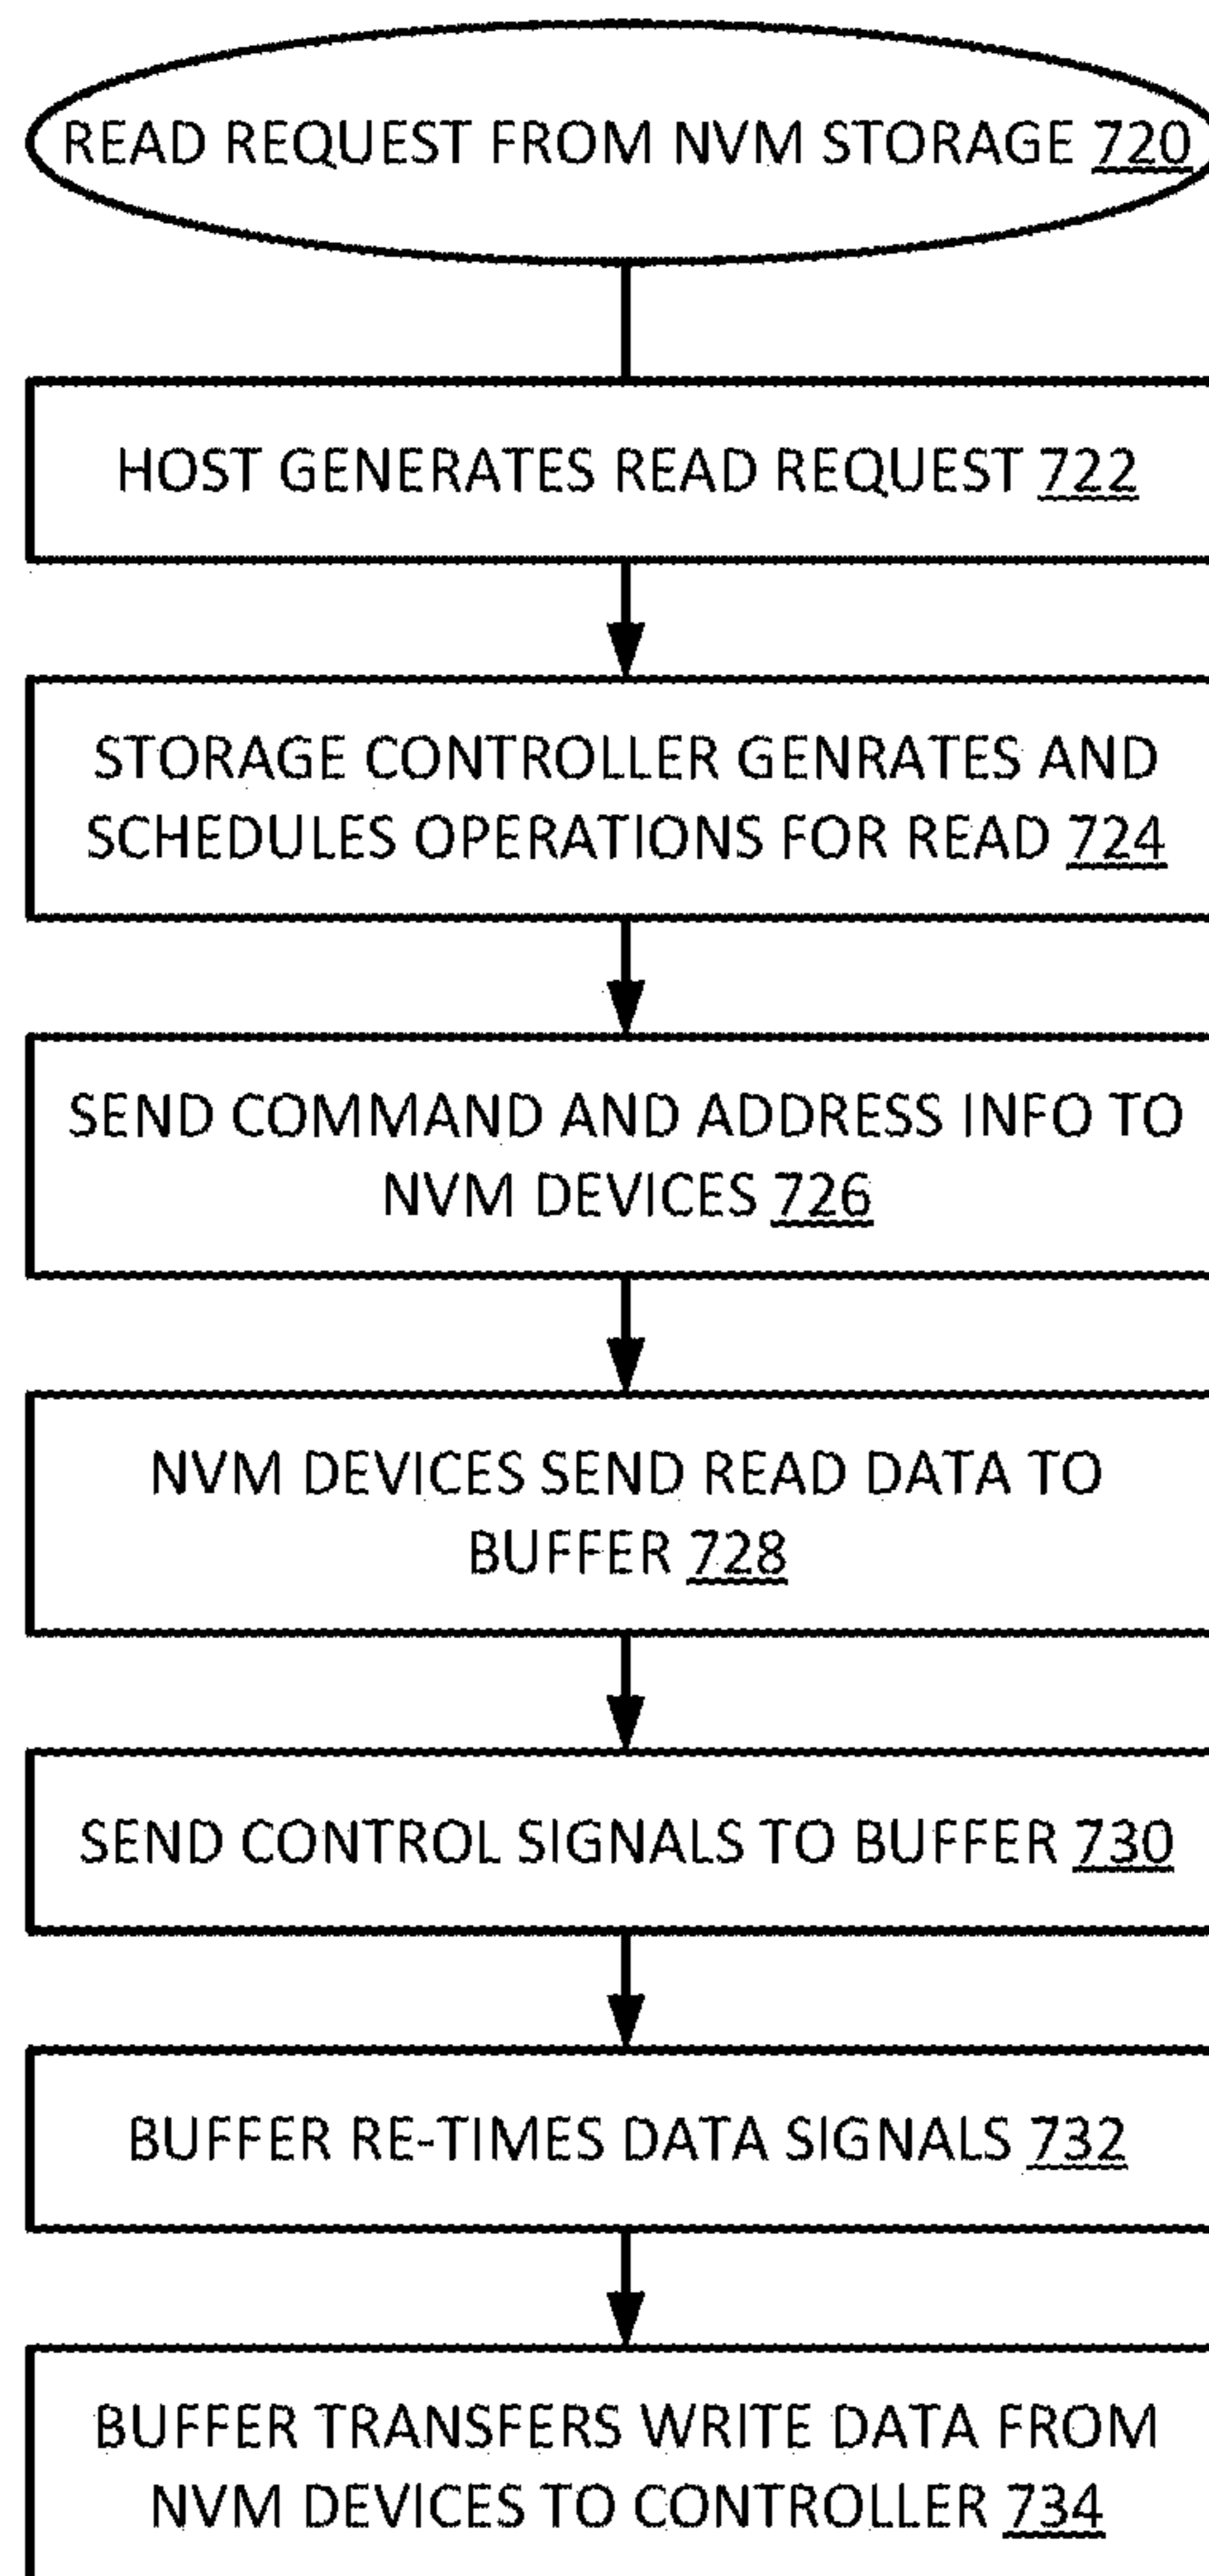 READ REQUEST FROM NVM STORAGE 720
HOST GENERATES READ REQUEST 722
STORAGE CONTROLLER GENRATES AND
SCHEDULES OPERATIONS FOR READ 724
SEND COMMAND AND ADDRESS INFO TO
NVM DEVICES 726
NVM DEVICES SEND READ DATA TO
BUFFER 728
SEND CONTROL SIGNALS TO BUFFER 730
BUFFER RE-TIMES DATA SIGNALS 732
BUFFER TRANSFERS WRITE DATA FROM
NVM DEVICES TO CONTROLLER 734